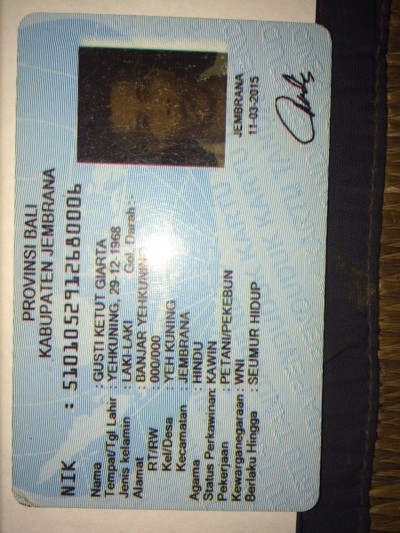 PROVINSI BALI
KABUPATEN JEMBRANA
NIK : 5101052912680006
Nama : GUSTI KETUT GIARTA
Tempat/Tgl Lahir : YEHKUNING, 29-12-1968
Jenis kelamin : LAKI-LAKI Gol. Darah : -
Alamat : BANJAR YEHKUNING
RT/RW : 000/000
Kel/Desa : YEH KUNING
Kecamatan : JEMBRANA
Agama : HINDU
Status Perkawinan: KAWIN
Pekerjaan : PETANI/PEKEBUN
Kewarganegaraan: WNI
Berlaku Hingga : SEUMUR HIDUP
JEMBRANA
11-03-2015